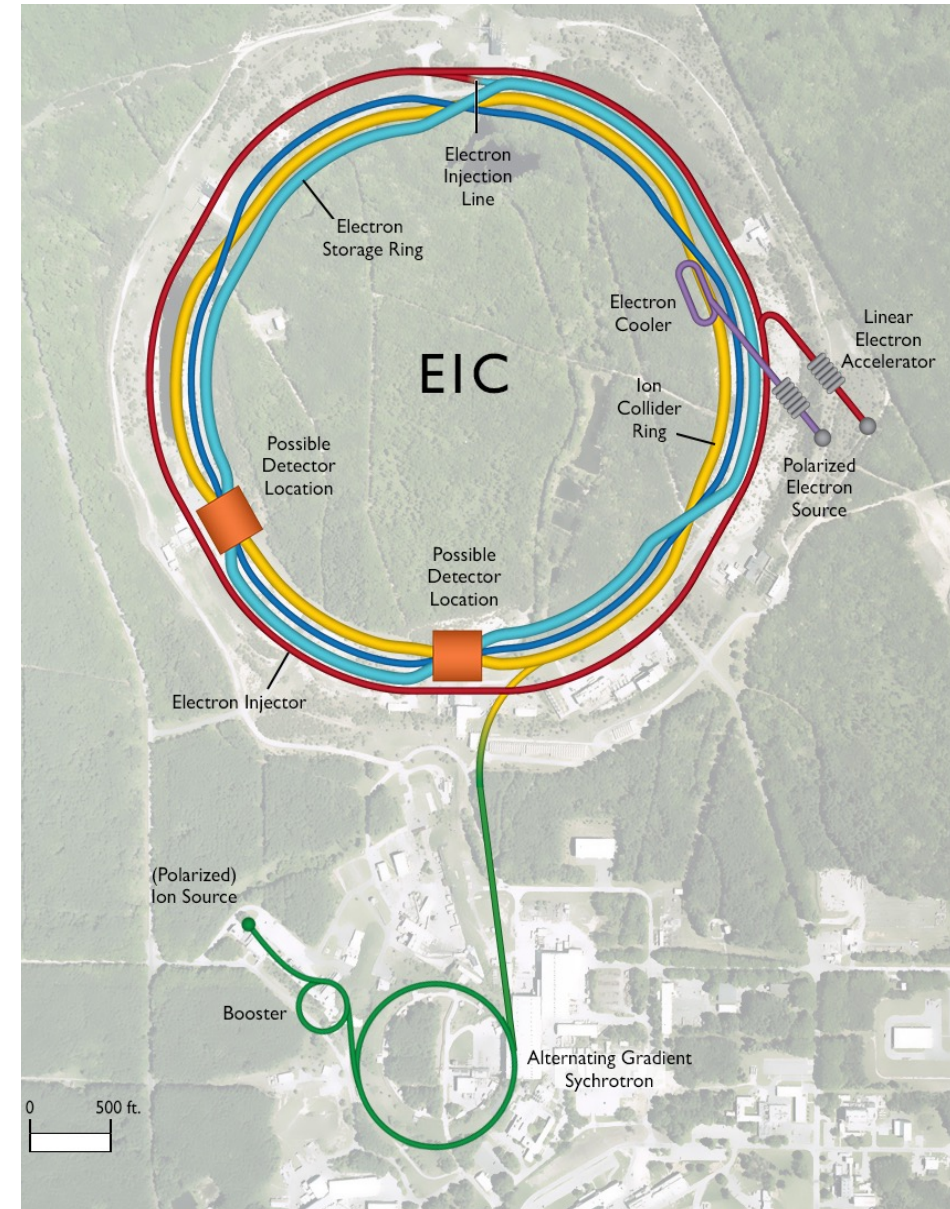 Electron
Injection
Line
Electron
Storage Ring
Electron
Cooler
Linear
Electron
Accelerator
EIC
Ion
Collider
Ring
Possible
Detector
Location
Polarized
Electron
Source
Possible
Detector
Location
Electron Injector
(Polarized)
Ion Source
Booster
Alternating Gradient
Sychrotron
0 500 ft.